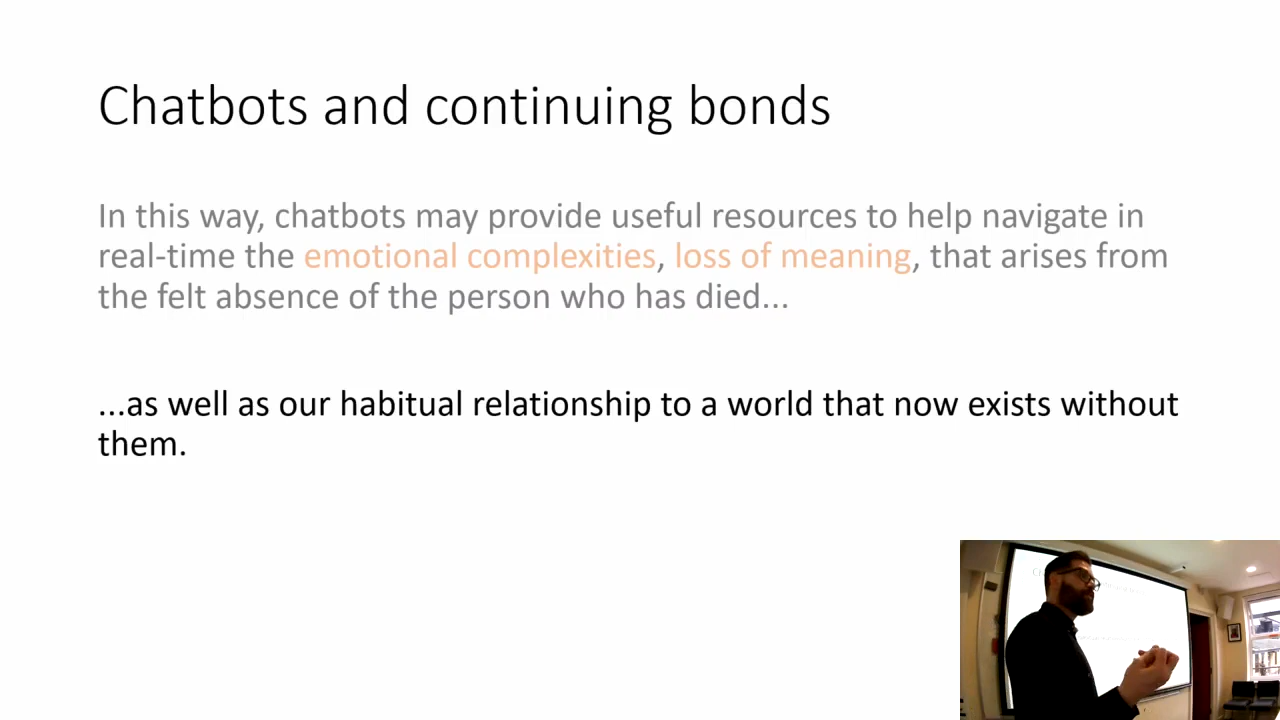 Chatbots and continuing bonds
In this way, chatbots may provide useful resources to help navigate in
real-time the emotional complexities, loss of meaning, that arises from
the felt absence of the person who has died...
...as well as our habitual relationship to a world that now exists without
them.